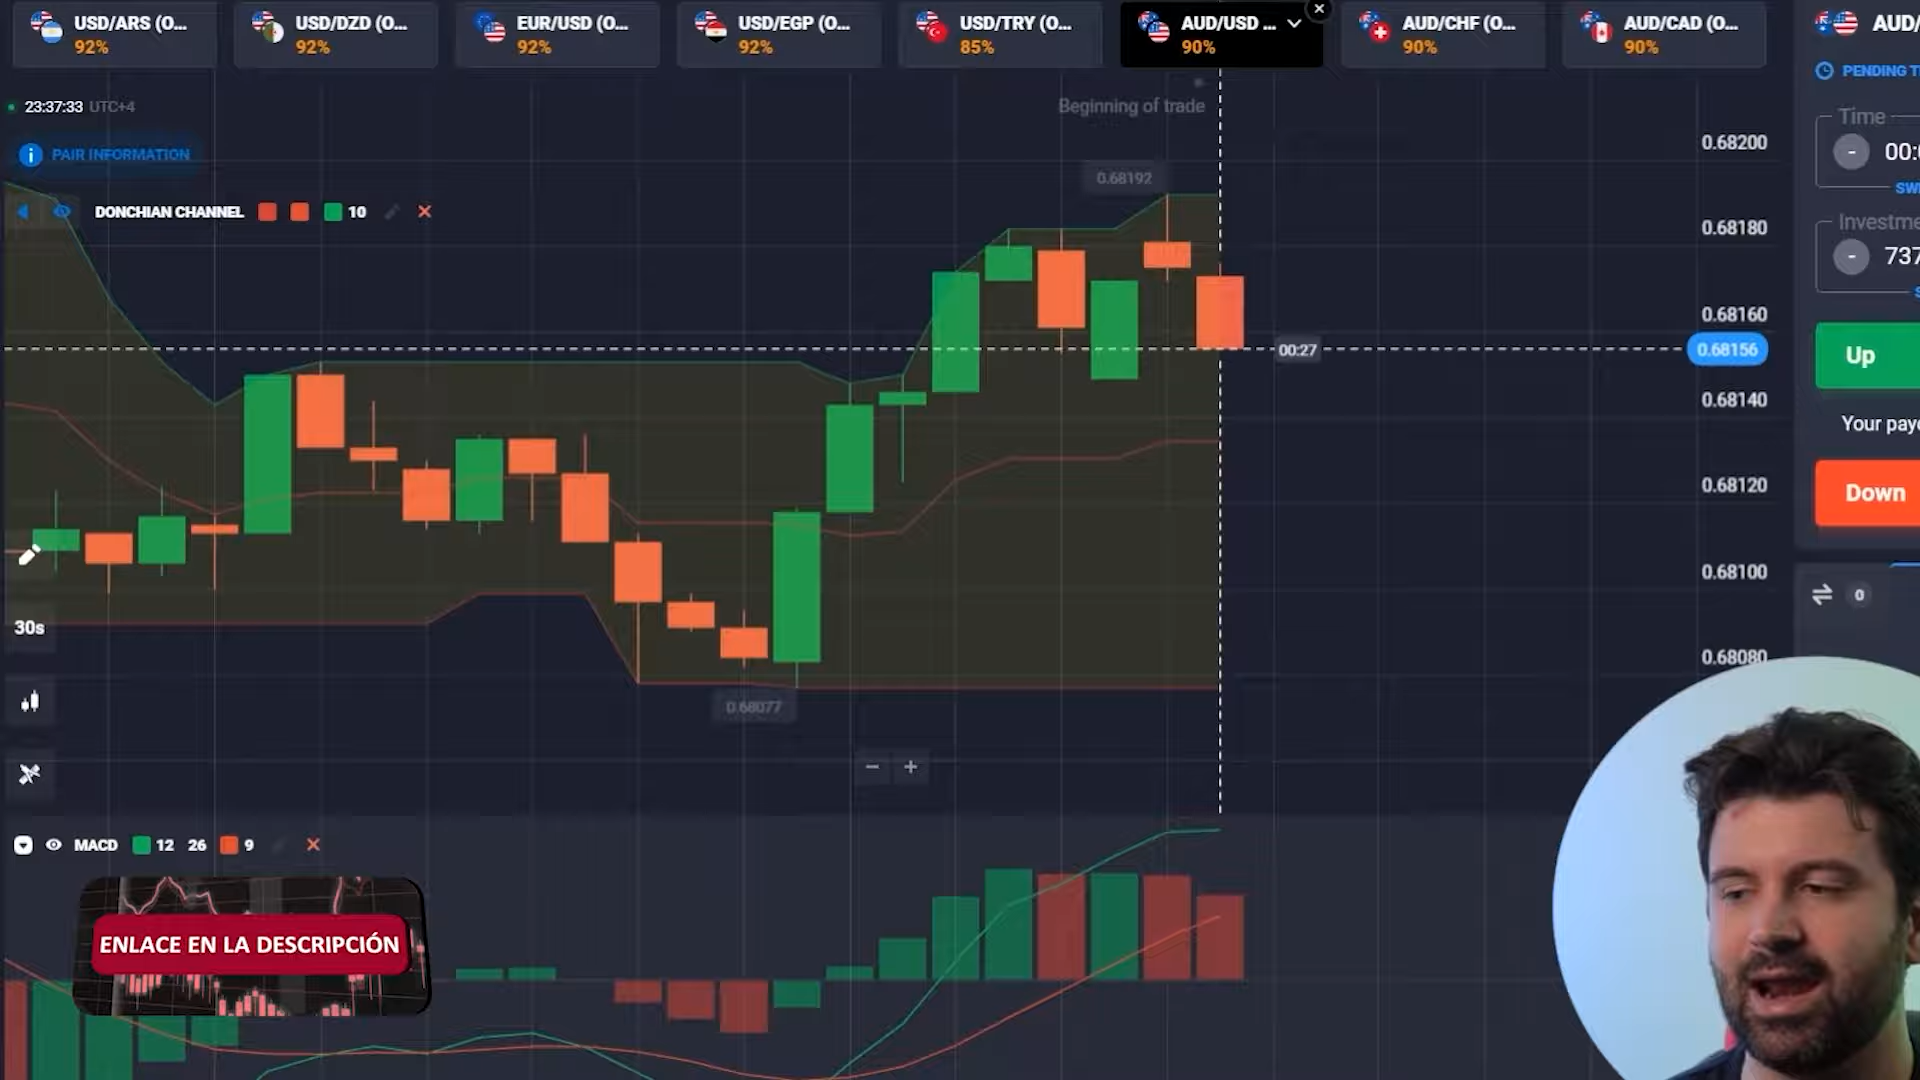 USD/ARS (O...
92%
USD/DZD (O...
92%
EUR/USD (O...
92%
USD/EGP (O...
92%
USD/TRY (O...
85%
AUD/USD ...
90%
AUD/CHF (O...
90%
AUD/CAD (O...
90%
AUD/
PENDING T
23:37:33 UTC+4
Beginning of trade
PAIR INFORMATION
DONCHIAN CHANNEL 10
0.68192
0.68200
0.68180
0.68160
0.68156
0.68140
0.68120
0.68100
0.68080
00:27
0.68077
30s
Time
- 00:
SW
Investme
- 737
Up
Your payo
Down
0
− +
MACD 12 26 9
ENLACE EN LA DESCRIPCIÓN